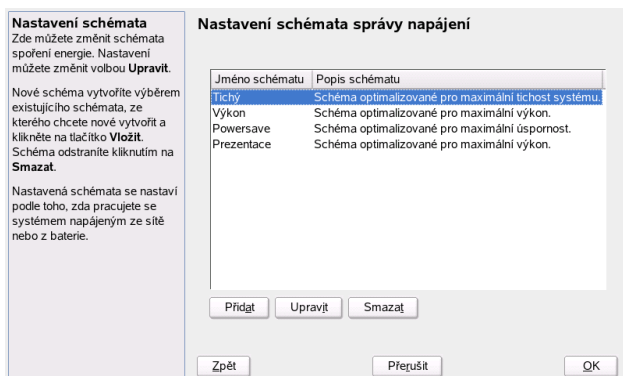 Nastavení schémata
Zde můžete změnit schémata
spoření energie. Nastavení
můžete změnit volbou Upravit.
Nové schéma vytvoříte výběrem
existujícího schémata, ze
kterého chcete nové vytvořit a
klikněte na tlačítko Vložit.
Schéma odstraníte kliknutím na
Smazat.
Nastavená schémata se nastaví
podle toho, zda pracujete se
systémem napájeným ze sítě
nebo z baterie.
Nastavení schémata správy napájení
Jméno schématu Popis schématu
Tichý Schéma optimalizované pro maximální tichost systému.
Výkon Schéma optimalizované pro maximální výkon.
Powersave Schéma optimalizované pro maximální úspornost.
Prezentace Schéma optimalizované pro maximální výkon.
Přidat Upravit Smazat
Zpět Přerušit OK